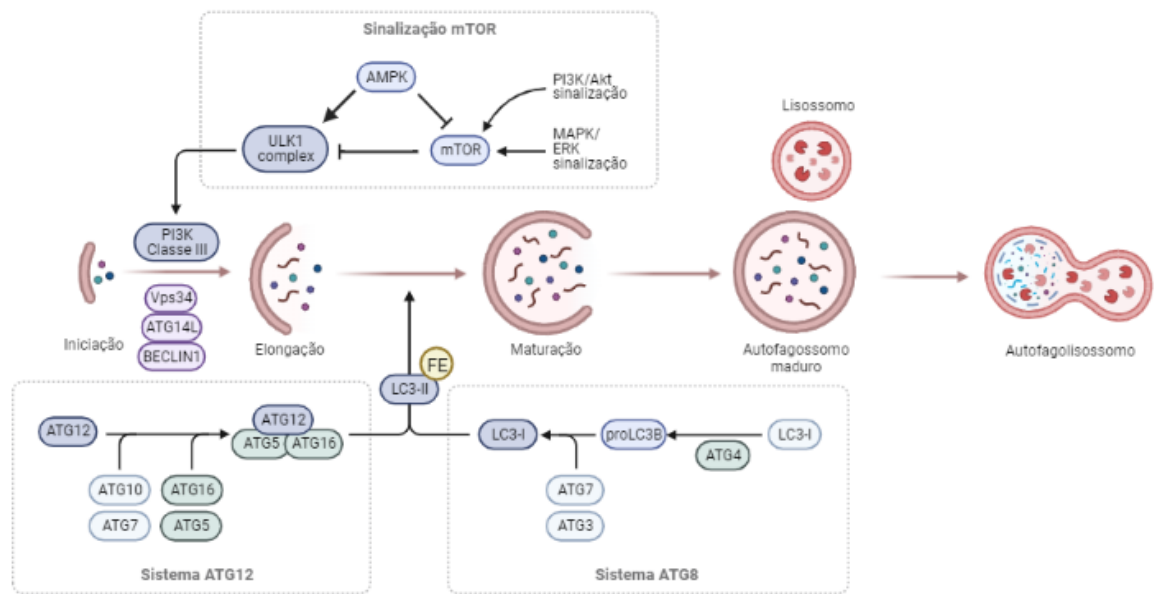 Sinalização mTOR
AMPK
PI3K/Akt
sinalização
ULK1
complex
mTOR
MAPK/
ERK
sinalização
Lisossomo
PI3K
Classe III
Vps34
ATG14L
BECLIN1
Iniciação
Elongação
Maturação
Autofagossomo
maduro
Autofagolisossomo
FE
LC3-II
ATG12
ATG12
ATG5
ATG16
ATG10
ATG16
ATG7
ATG5
Sistema ATG12
LC3-I
proLC3B
LC3-I
ATG4
ATG7
ATG3
Sistema ATG8